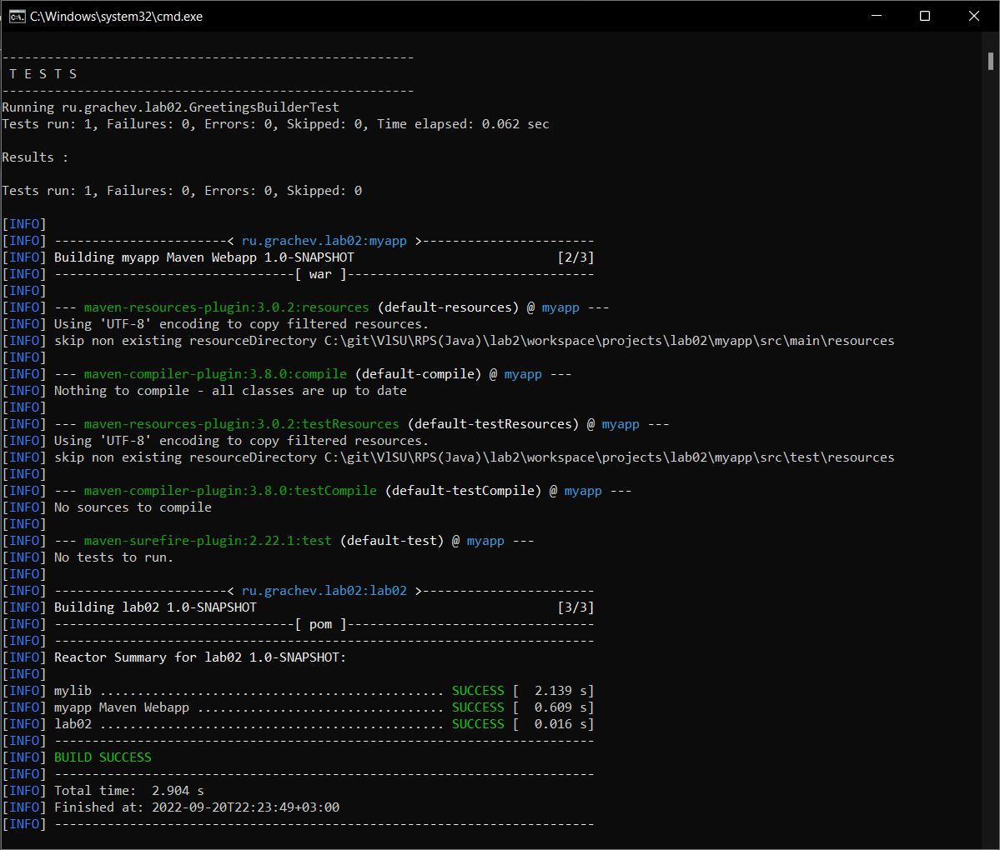 C:\Windows\system32\cmd.exe
-------------------------------------------------------
T E S T S
-------------------------------------------------------
Running ru.grachev.lab02.GreetingsBuilderTest
Tests run: 1, Failures: 0, Errors: 0, Skipped: 0, Time elapsed: 0.062 sec
Results :
Tests run: 1, Failures: 0, Errors: 0, Skipped: 0
[INFO]
[INFO] -----------------------< ru.grachev.lab02:myapp >-----------------------
[INFO] Building myapp Maven Webapp 1.0-SNAPSHOT                           [2/3]
[INFO] --------------------------------[ war ]---------------------------------
[INFO]
[INFO] --- maven-resources-plugin:3.0.2:resources (default-resources) @ myapp ---
[INFO] Using 'UTF-8' encoding to copy filtered resources.
[INFO] skip non existing resourceDirectory C:\git\VlSU\RPS(Java)\lab2\workspace\projects\lab02\myapp\src\main\resources
[INFO]
[INFO] --- maven-compiler-plugin:3.8.0:compile (default-compile) @ myapp ---
[INFO] Nothing to compile - all classes are up to date
[INFO]
[INFO] --- maven-resources-plugin:3.0.2:testResources (default-testResources) @ myapp ---
[INFO] Using 'UTF-8' encoding to copy filtered resources.
[INFO] skip non existing resourceDirectory C:\git\VlSU\RPS(Java)\lab2\workspace\projects\lab02\myapp\src\test\resources
[INFO]
[INFO] --- maven-compiler-plugin:3.8.0:testCompile (default-testCompile) @ myapp ---
[INFO] No sources to compile
[INFO]
[INFO] --- maven-surefire-plugin:2.22.1:test (default-test) @ myapp ---
[INFO] No tests to run.
[INFO]
[INFO] -----------------------< ru.grachev.lab02:lab02 >-----------------------
[INFO] Building lab02 1.0-SNAPSHOT                                        [3/3]
[INFO] --------------------------------[ pom ]---------------------------------
[INFO] ------------------------------------------------------------------------
[INFO] Reactor Summary for lab02 1.0-SNAPSHOT:
[INFO]
[INFO] mylib .............................................. SUCCESS [  2.139 s]
[INFO] myapp Maven Webapp ................................. SUCCESS [  0.609 s]
[INFO] lab02 .............................................. SUCCESS [  0.016 s]
[INFO] ------------------------------------------------------------------------
[INFO] BUILD SUCCESS
[INFO] ------------------------------------------------------------------------
[INFO] Total time:  2.904 s
[INFO] Finished at: 2022-09-20T22:23:49+03:00
[INFO] ------------------------------------------------------------------------